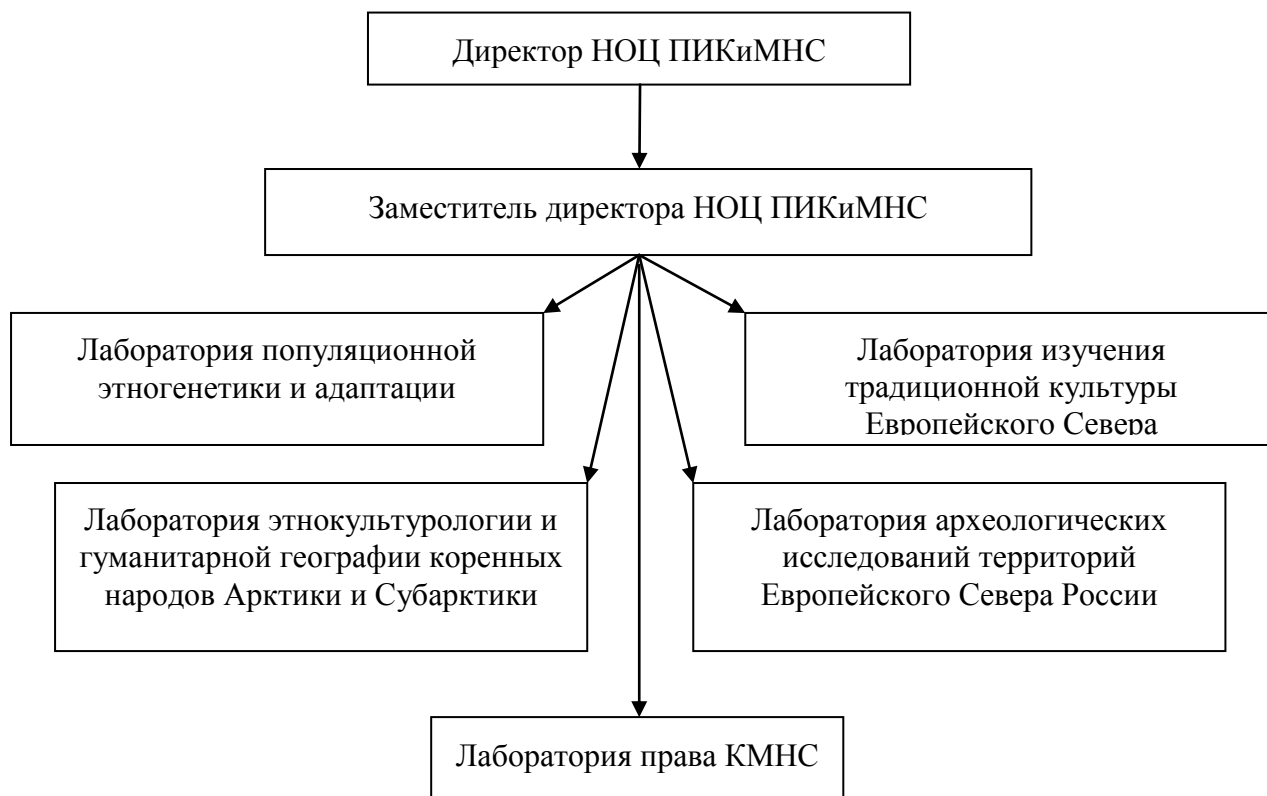 Директор НОЦ ПИКиМНС
Заместитель директора НОЦ ПИКиМНС
Лаборатория популяционной
этногенетики и адаптации
Лаборатория изучения
традиционной культуры
Европейского Севера
Лаборатория этнокультурологии и
гуманитарной географии коренных
народов Арктики и Субарктики
Лаборатория археологических
исследований территорий
Европейского Севера России
Лаборатория права КМНС